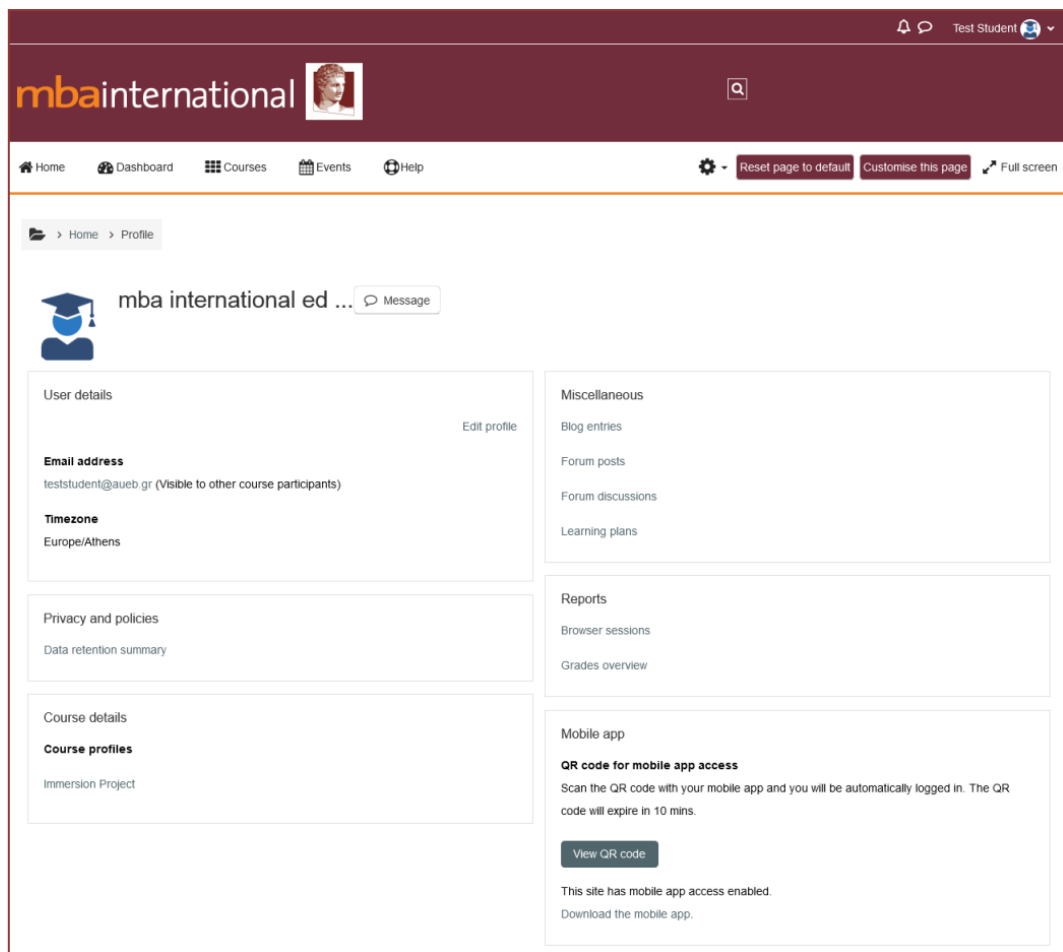 Test Student
mbainternational
Home Dashboard Courses Events Help Reset page to default Customise this page Full screen
> Home > Profile
mba international ed ... Message
User details
Edit profile
Email address
teststudent@aueb.gr (Visible to other course participants)
Timezone
Europe/Athens
Privacy and policies
Data retention summary
Course details
Course profiles
Immersion Project
Miscellaneous
Blog entries
Forum posts
Forum discussions
Learning plans
Reports
Browser sessions
Grades overview
Mobile app
QR code for mobile app access
Scan the QR code with your mobile app and you will be automatically logged in. The QR
code will expire in 10 mins.
View QR code
This site has mobile app access enabled.
Download the mobile app.